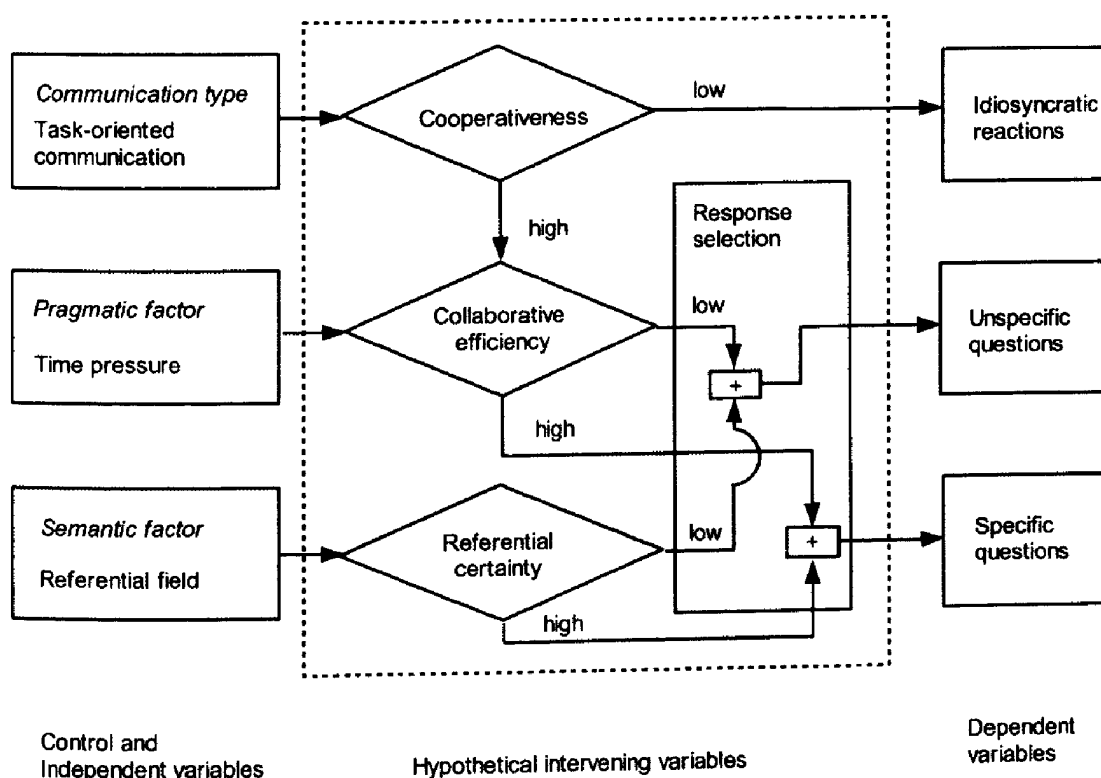 Communication type
Task-oriented
communication
Cooperativeness
low
Idiosyncratic
reactions
high
Response
selection
Pragmatic factor
Time pressure
Collaborative
efficiency
low
+
Unspecific
questions
high
Semantic factor
Referential field
Referential
certainty
low
+
Specific
questions
high
Control and
Independent variables
Hypothetical intervening variables
Dependent
variables